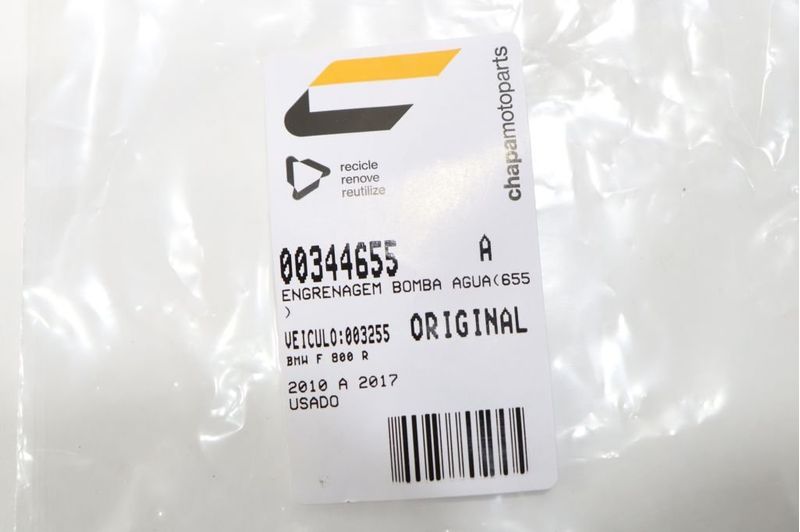 chapamotoparts
recicle
renove
reutilize
00344655 A
ENGRENAGEM BOMBA AGUA(655
)
VEICULO:003255 ORIGINAL
BMW F 800 R
2010 A 2017
USADO